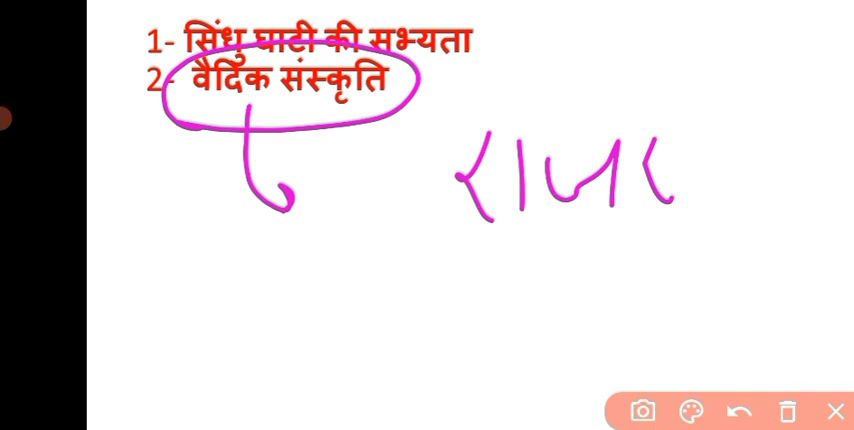 1- सिंधु घाटी की सभ्यता
2- वैदिक संस्कृति